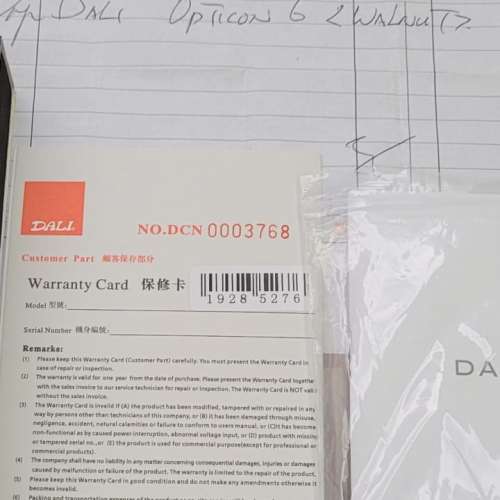 DALI OPTICON 6 <WALNUT>
DALI
NO.DCN 0003768
Customer Part 顧客保存部分
Warranty Card 保修卡
1928 5276
Model 型號:
Serial Number 機身編號:
Remarks:
(1) Please keep this Warranty Card (Customer Part) carefully. You must present the Warranty Card in
case of repair or inspection.
(2) The warranty is valid for one year from the date of purchase. Please present the Warranty Card togethe
with the sales invoice to our service technician for repair or inspection. The Warranty Card is NOT vali
without the sales invoice.
(3) The Warranty Card is invalid if (A) the product has been modified, tampered with or repaired in any
way by persons other than technicians of this company, or (B) it has been damaged through misuse,
negligence, accident, natural calamities or failure to conform to users manual, or (C)it has become
non-functional as by caused power interruption, abnormal voltage input, or (D) product with missing
or tampered serial no., or (E) the product is used for commercial purpose(except for professional or
commercial products).
(4) The company shall have no liability in any matter concerning consequential damages, injuries or damages
caused by malfunction or failure of the product. The warranty is limited to the repair of the product.
(5) Please keep this Warranty Card in good condition and do not make any amendments otherwise it
becomes invalid.
(6) Packing and transportation expenses of the product
DA